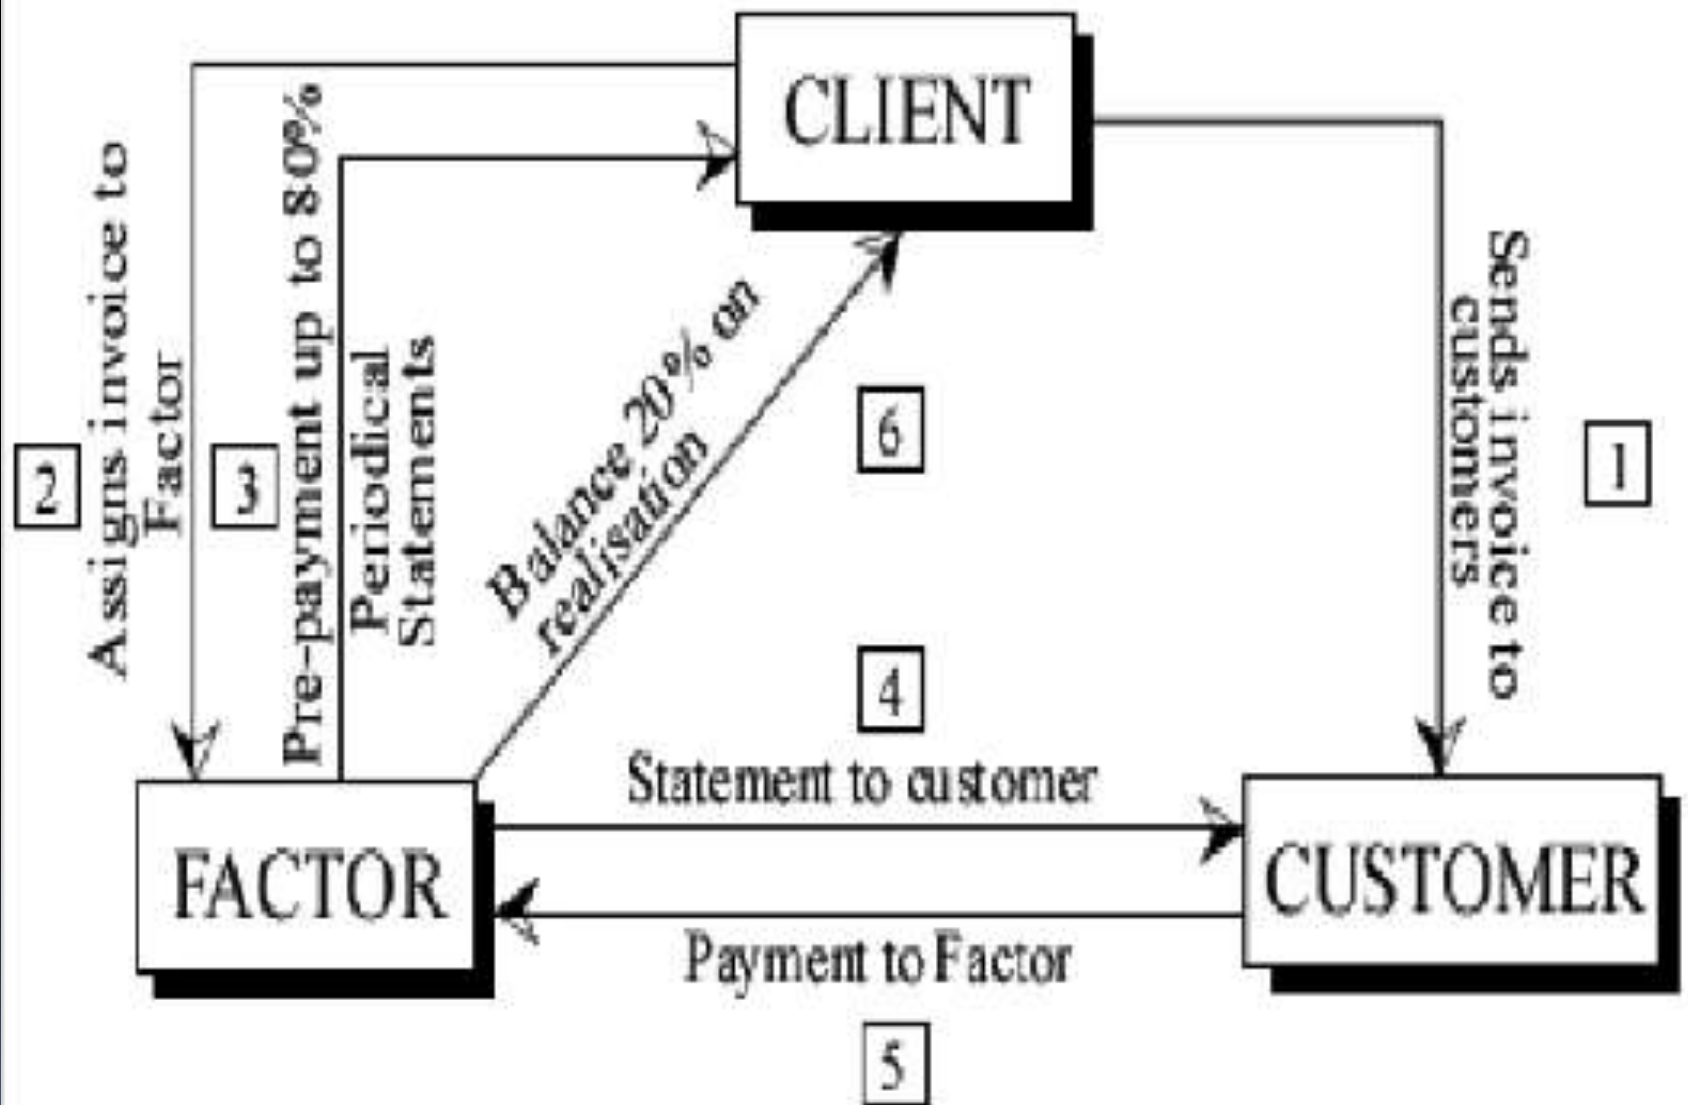 CLIENT
Assigns invoice to
Factor
2
3
Pre-payment up to 80%
Periodical
Statements
Balance 20% on
realisation
6
Sends invoice to
customers
1
4
Statement to customer
FACTOR
CUSTOMER
Payment to Factor
5